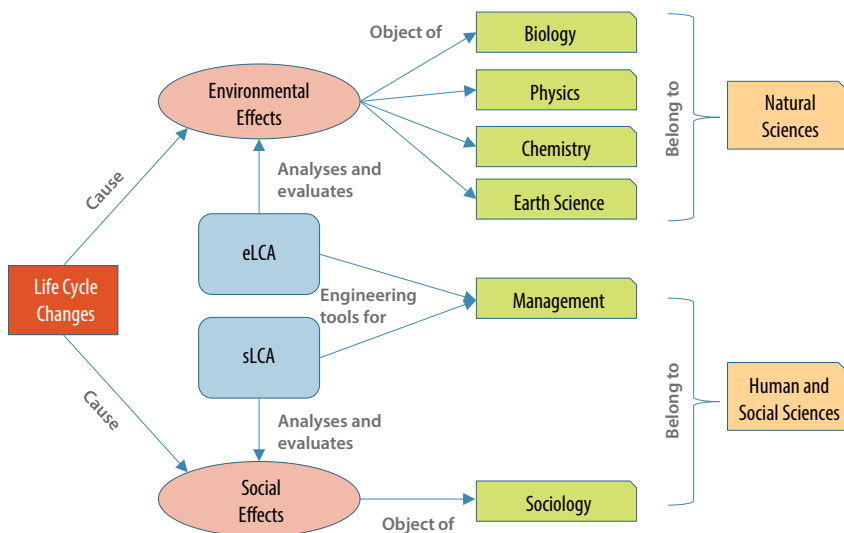 Object of
Biology
Environmental
Effects
Physics
Natural
Sciences
Belong to
Chemistry
Analyses and
evaluates
Earth Science
Cause
eLCA
Life Cycle
Changes
Engineering
tools for
Management
sLCA
Human and
Social Sciences
Belong to
Cause
Analyses and
evaluates
Social
Effects
Sociology
Object of